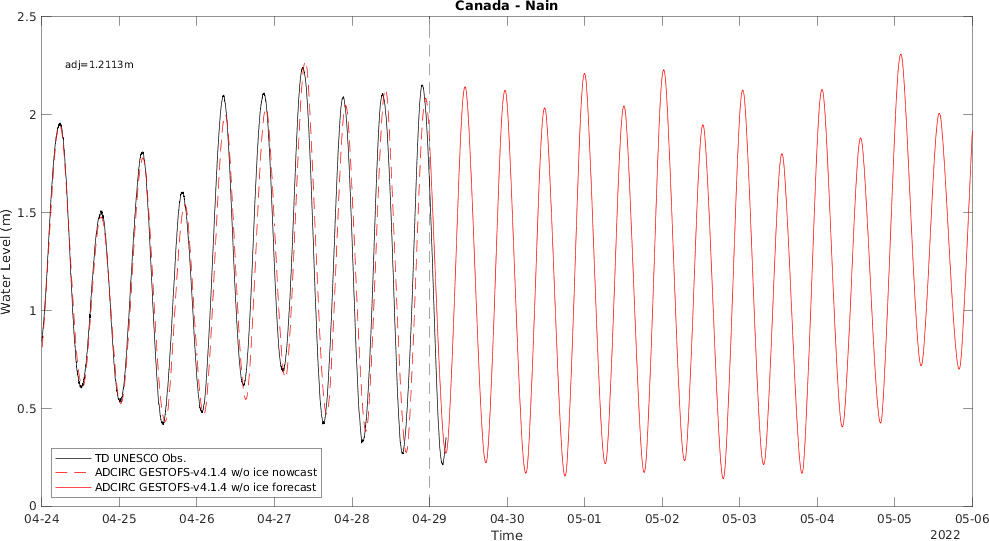 Canada - Nain
2.5
adj=1.2113m
2
1.5
Water Level (m)
1
0.5
TD UNESCO Obs.
ADCIRC GESTOFS-v4.1.4 w/o ice nowcast
ADCIRC GESTOFS-v4.1.4 w/o ice forecast
0
04-24 04-25 04-26 04-27 04-28 04-29 04-30 05-01 05-02 05-03 05-04 05-05 05-06
Time
2022